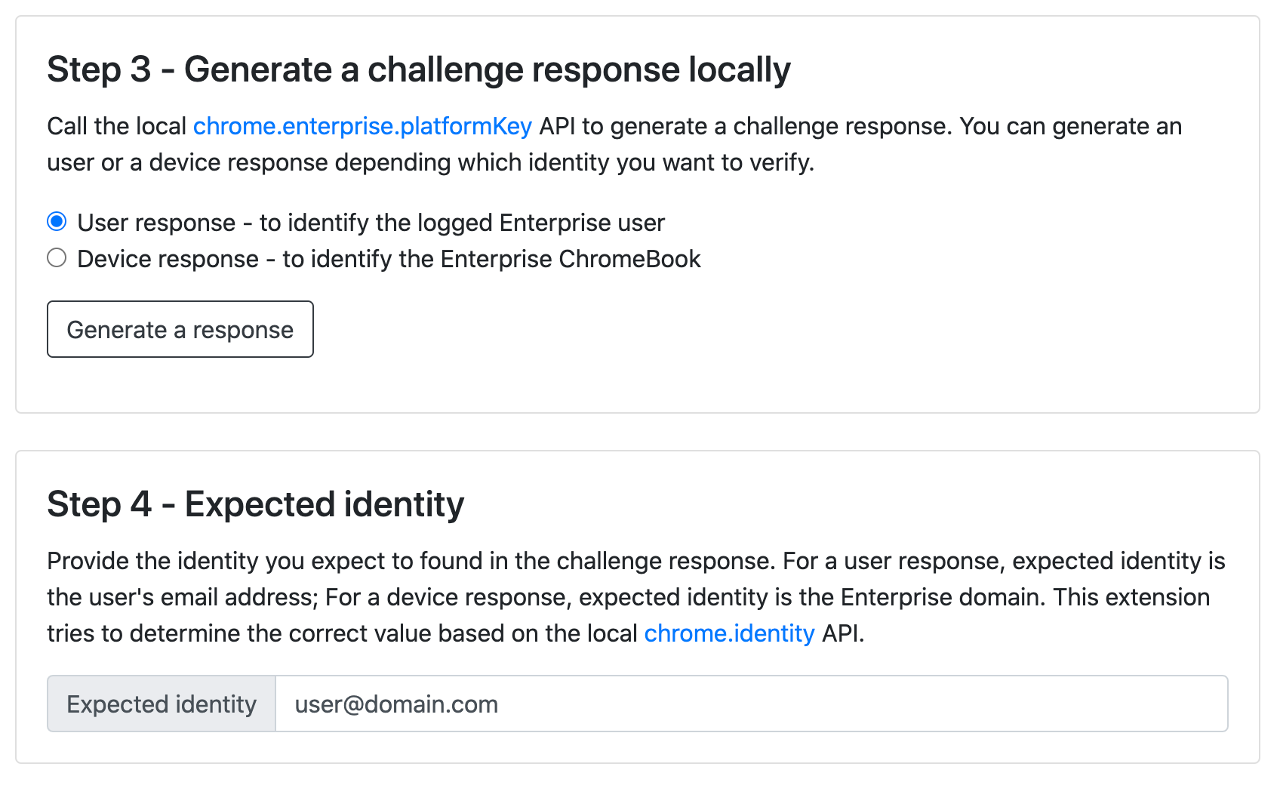 Step 3 - Generate a challenge response locally
Call the local chrome.enterprise.platformKey API to generate a challenge response. You can generate an
user or a device response depending which identity you want to verify.
User response - to identify the logged Enterprise user
Device response - to identify the Enterprise ChromeBook
Generate a response
Step 4 - Expected identity
Provide the identity you expect to found in the challenge response. For a user response, expected identity is
the user's email address; For a device response, expected identity is the Enterprise domain. This extension
tries to determine the correct value based on the local chrome.identity API.
Expected identity user@domain.com